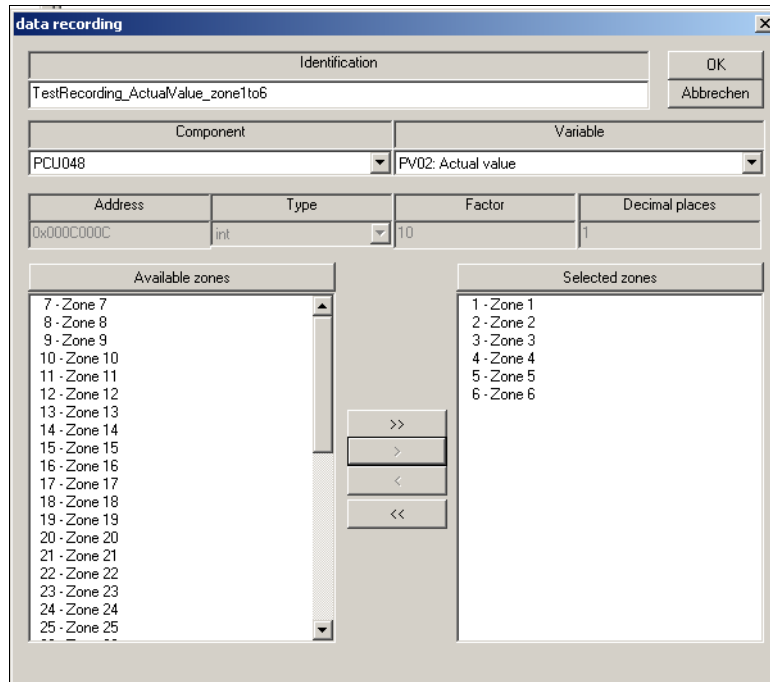 data recording
Identification
OK
TestRecording_ActualValue_zone1to6
Abbrechen
Component
Variable
PCU048
PV02: Actual value
Address
Type
Factor
Decimal places
0x000C000C
int
10
1
Available zones
7 - Zone 7
8 - Zone 8
9 - Zone 9
10 - Zone 10
11 - Zone 11
12 - Zone 12
13 - Zone 13
14 - Zone 14
15 - Zone 15
16 - Zone 16
17 - Zone 17
18 - Zone 18
19 - Zone 19
20 - Zone 20
21 - Zone 21
22 - Zone 22
23 - Zone 23
24 - Zone 24
25 - Zone 25
>>
>
<
<<
Selected zones
1 - Zone 1
2 - Zone 2
3 - Zone 3
4 - Zone 4
5 - Zone 5
6 - Zone 6